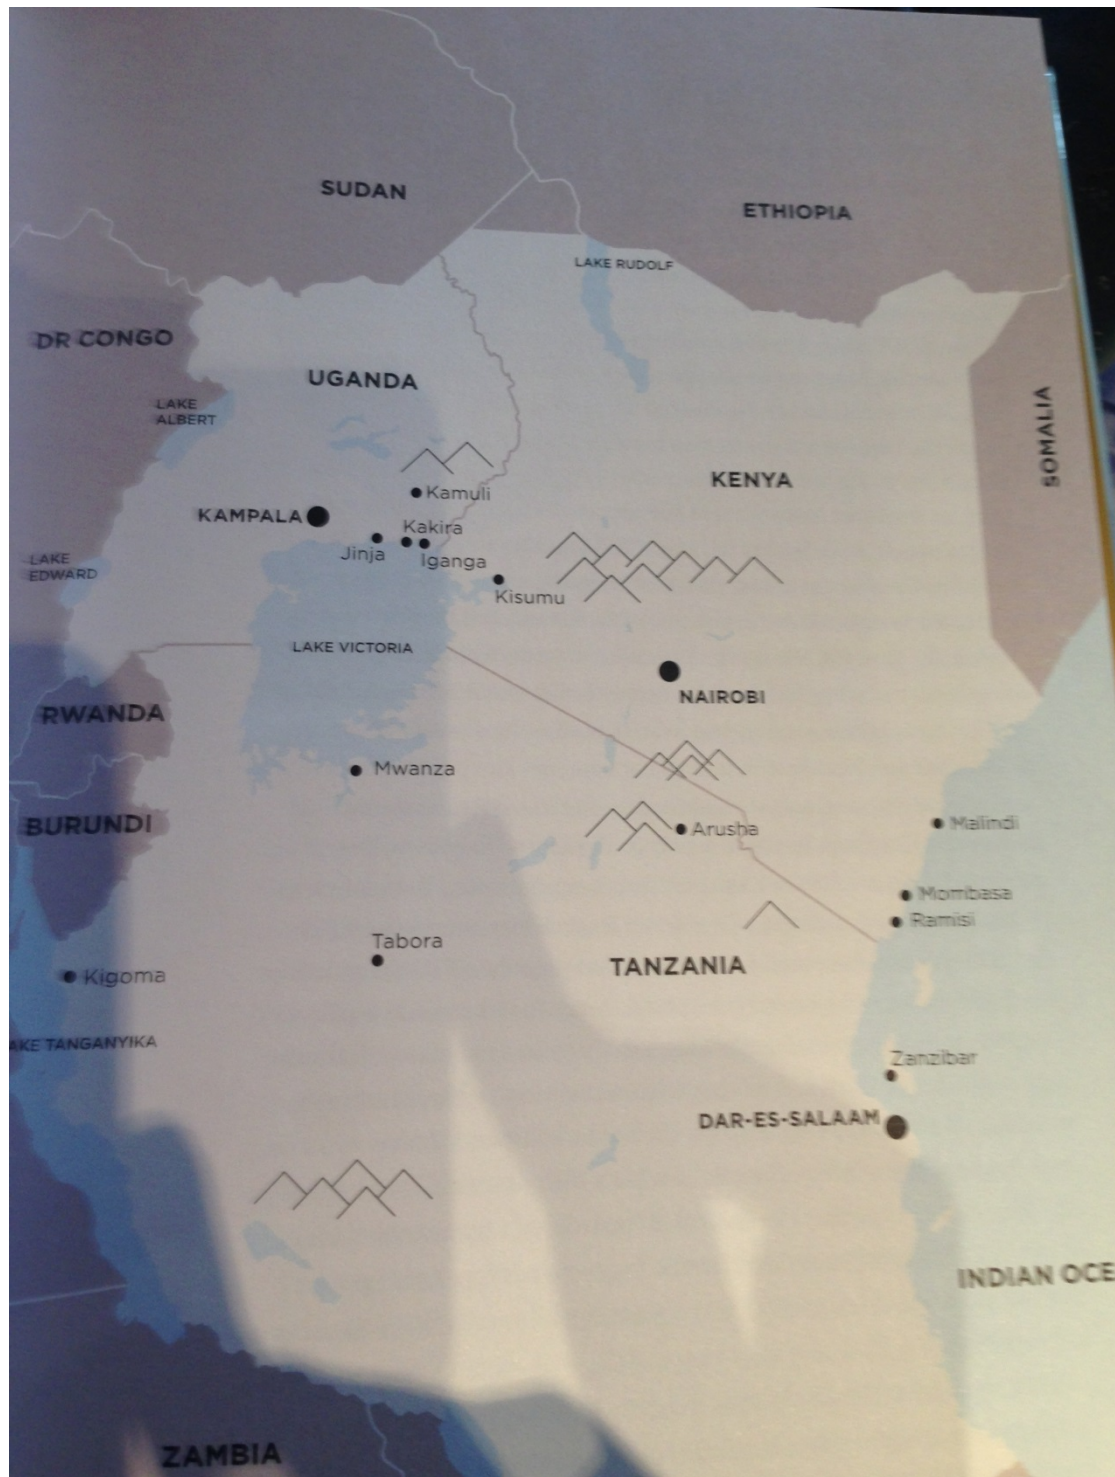 SUDAN
ETHIOPIA
LAKE RUDOLF
DR CONGO
UGANDA
LAKE
ALBERT
SOMALIA
KENYA
Kamuli
KAMPALA
Kakira
Jinja
Iganga
LAKE
EDWARD
Kisumu
LAKE VICTORIA
NAIROBI
RWANDA
Mwanza
BURUNDI
Arusha
Malindi
Mombasa
Ramisi
Tabora
TANZANIA
Kigoma
AKE TANGANYIKA
Zanzibar
DAR-ES-SALAAM
INDIAN OCE
ZAMBIA